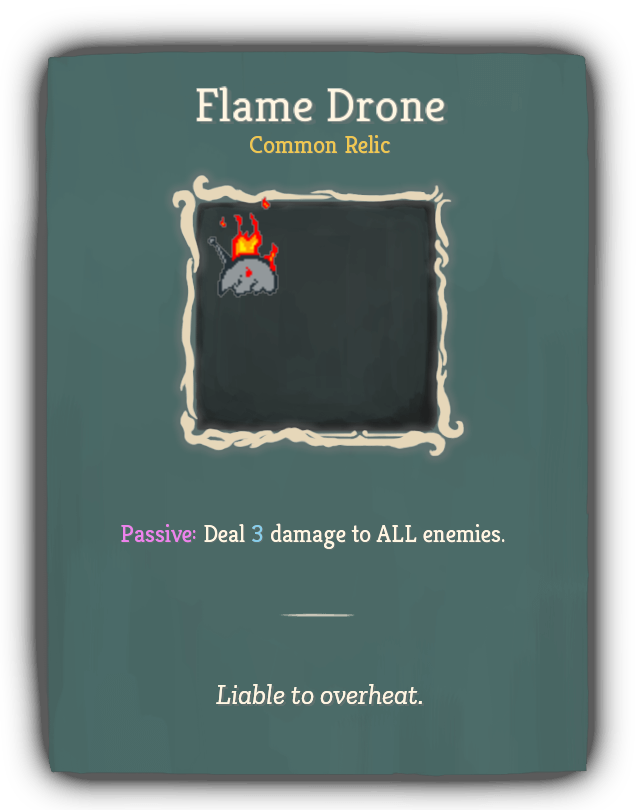 Flame Drone
Common Relic
Passive: Deal 3 damage to ALL enemies.
Liable to overheat.